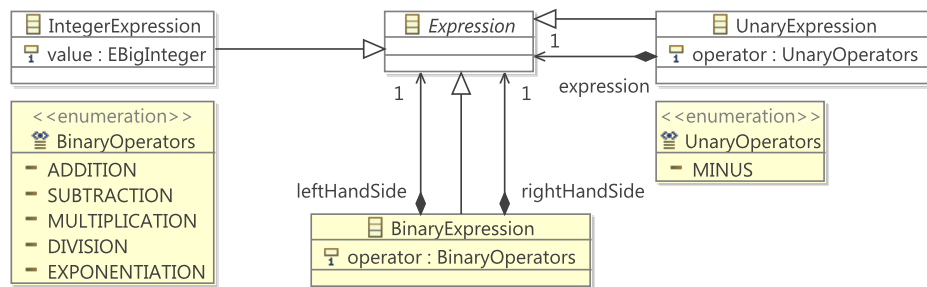 IntegerExpression
value : EBigInteger
Expression
UnaryExpression
operator : UnaryOperators
1
expression
1
1
<<enumeration>>
BinaryOperators
ADDITION
SUBTRACTION
MULTIPLICATION
DIVISION
EXPONENTIATION
<<enumeration>>
UnaryOperators
MINUS
leftHandSide
rightHandSide
BinaryExpression
operator : BinaryOperators